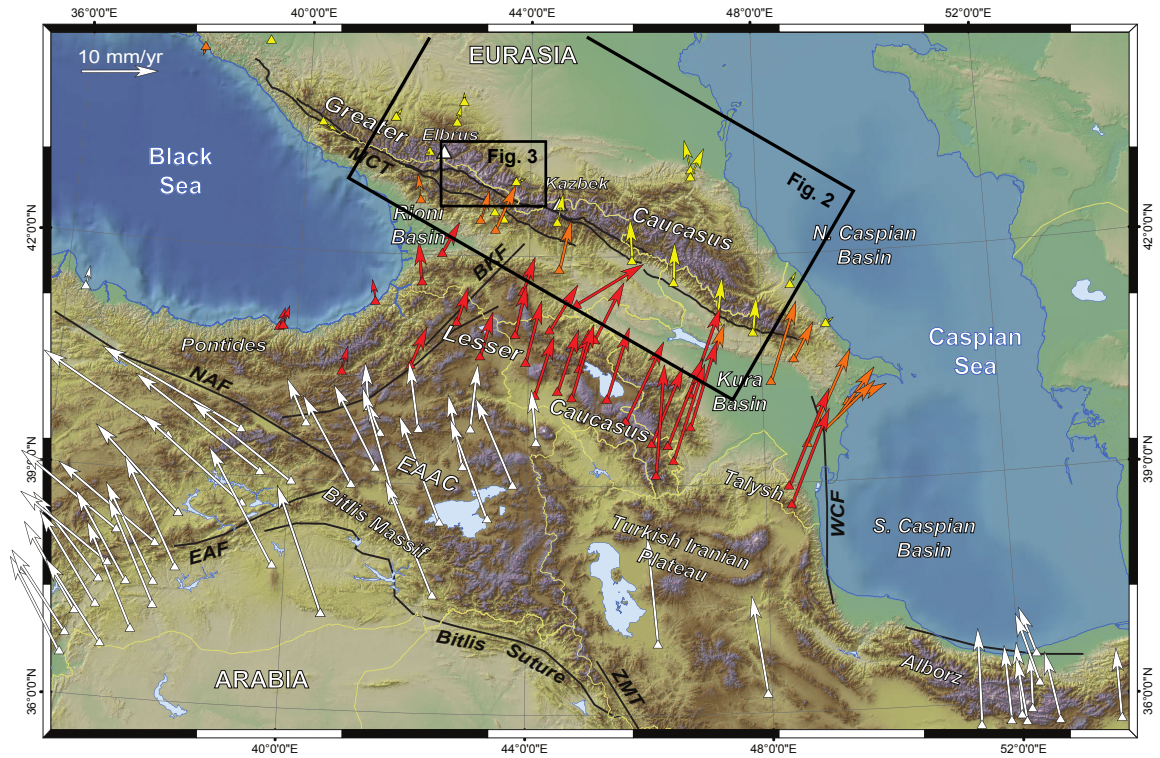 36°0'0"E
40°0'0"E
44°0'0"E
48°0'0"E
52°0'0"E
10 mm/yr
EURASIA
Greater
Elbrus
Fig. 3
MCT
Kazbek
Fig. 2
Black
Sea
Rioni
Basin
Caucasus
N. Caspian
Basin
42°0'0"N
42°0'0"N
BKF
Caspian
Sea
Pontides
Lesser
NAF
Kura
Basin
Caucasus
39°0'0"N
39°0'0"N
EAAC
Talysh
WCF
Bitlis Massif
EAF
Turkish Iranian
Plateau
S. Caspian
Basin
Bitlis Suture
ZMT
Alborz
ARABIA
36°0'0"N
36°0'0"N
40°0'0"E
44°0'0"E
48°0'0"E
52°0'0"E